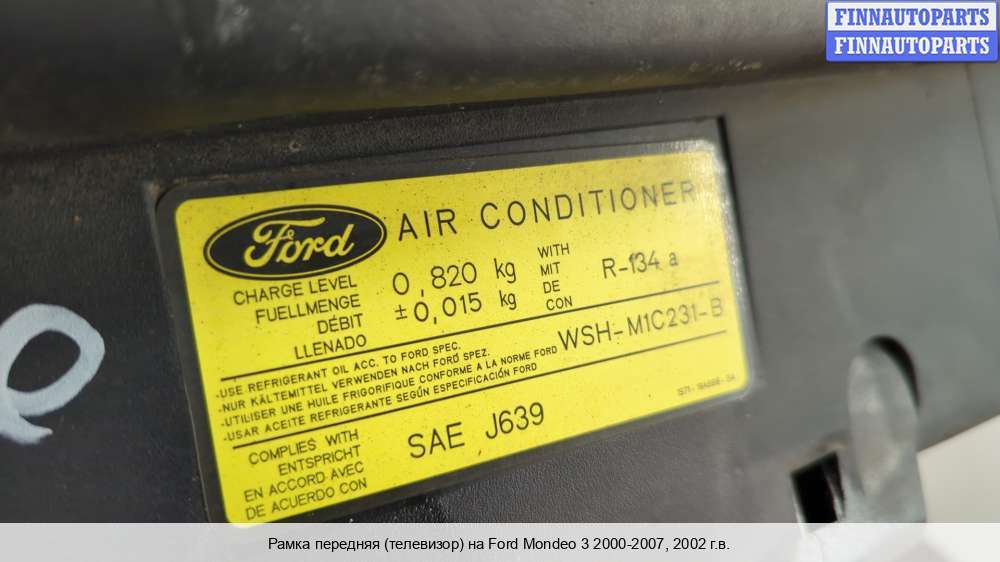 FINNAUTOPARTS
FINNAUTOPARTS
Ford AIR CONDITIONER
CHARGE LEVEL
FUELLMENGE
DÉBIT
LLENADO
0,820 kg
±0,015 kg
WITH
MIT
DE
CON
R-134 a
-USE REFRIGERANT OIL ACC. TO FORD SPEC.
-NUR KÄLTEMITTEL VERWENDEN NACH FORD SPEZ.
-UTILISER UNE HUILE FRIGORIFIQUE CONFORME A LA NORME FORD
-USAR ACEITE REFRIGERANTE SEGÚN ESPECIFICACIÓN FORD
WSH-M1C231-B
COMPLIES WITH
ENTSPRICHT
EN ACCORD AVEC
DE ACUERDO CON
SAE J639
Рамка передняя (телевизор) на Ford Mondeo 3 2000-2007, 2002 г.в.